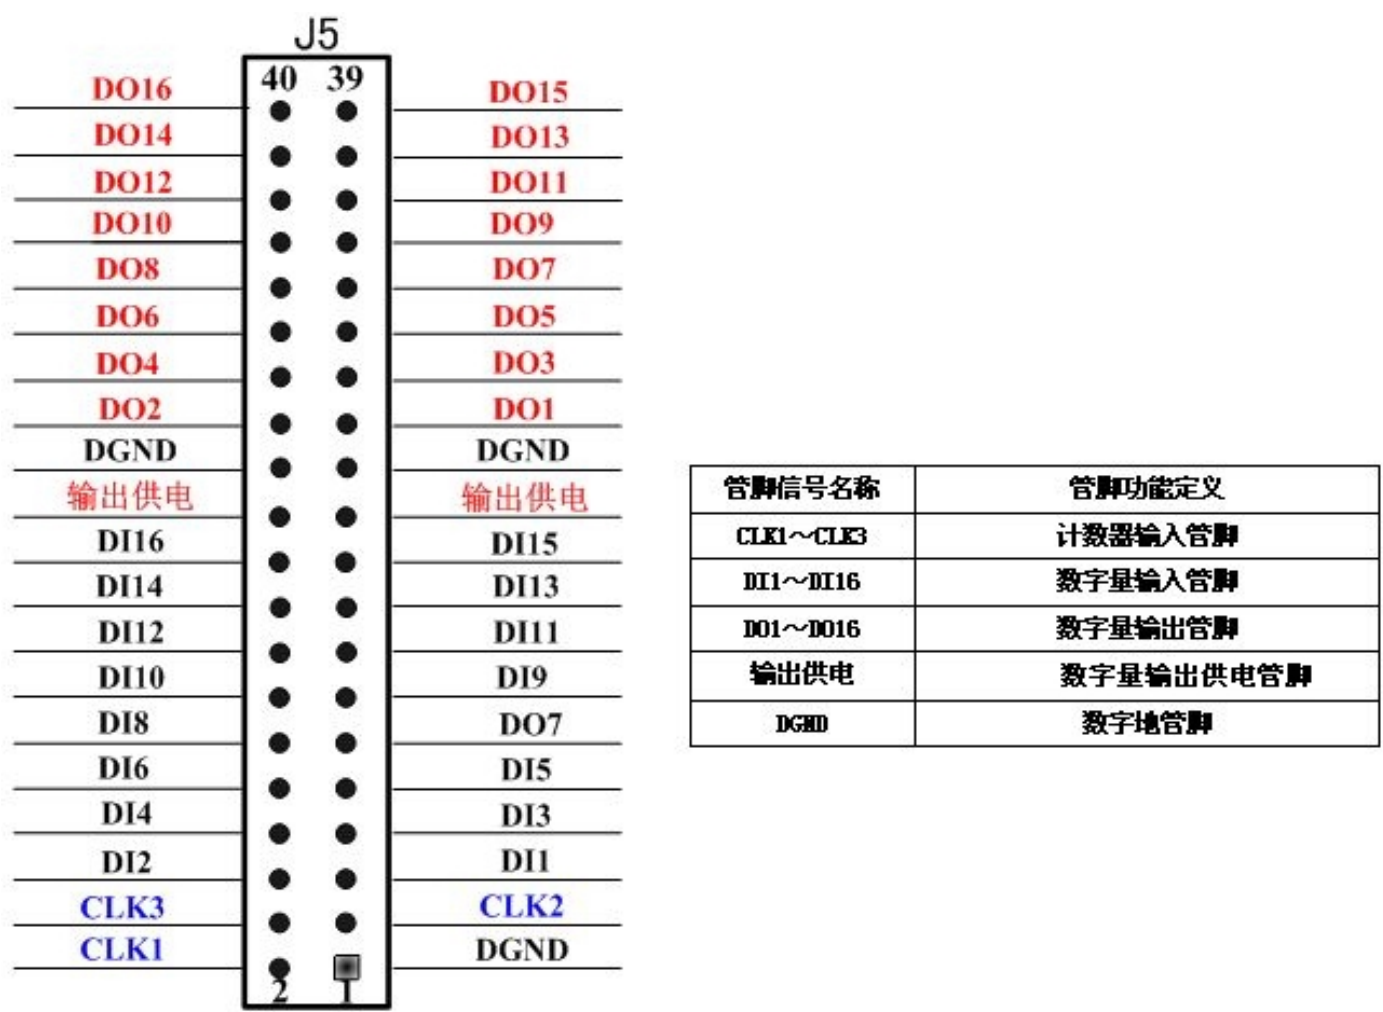 J5
40 39
DO16 DO15
DO14 DO13
DO12 DO11
DO10 DO9
DO8 DO7
DO6 DO5
DO4 DO3
DO2 DO1
DGND DGND
输出供电 输出供电
DI16 DI15
DI14 DI13
DI12 DI11
DI10 DI9
DI8 DO7
DI6 DI5
DI4 DI3
DI2 DI1
CLK3 CLK2
CLK1 DGND
2 1
管脚信号名称 管脚功能定义
CLK1～CLK3 计数器输入管脚
DI1～DI16 数字量输入管脚
DO1～DO16 数字量输出管脚
输出供电 数字量输出供电管脚
DGND 数字地管脚